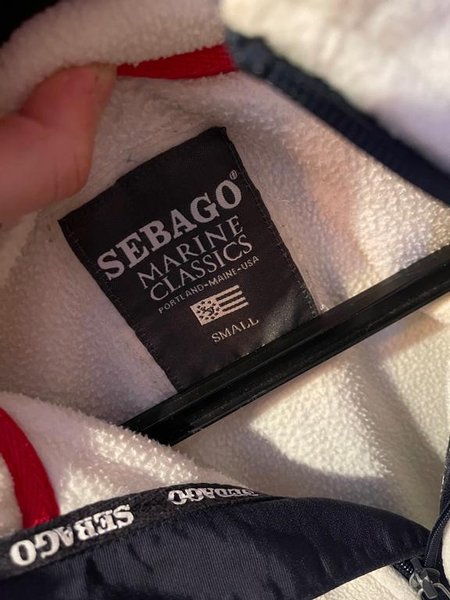 SEBAGO®
MARINE
CLASSICS
PORTLAND-MAINE-USA
SMALL
SEBAGO
SEBAGO